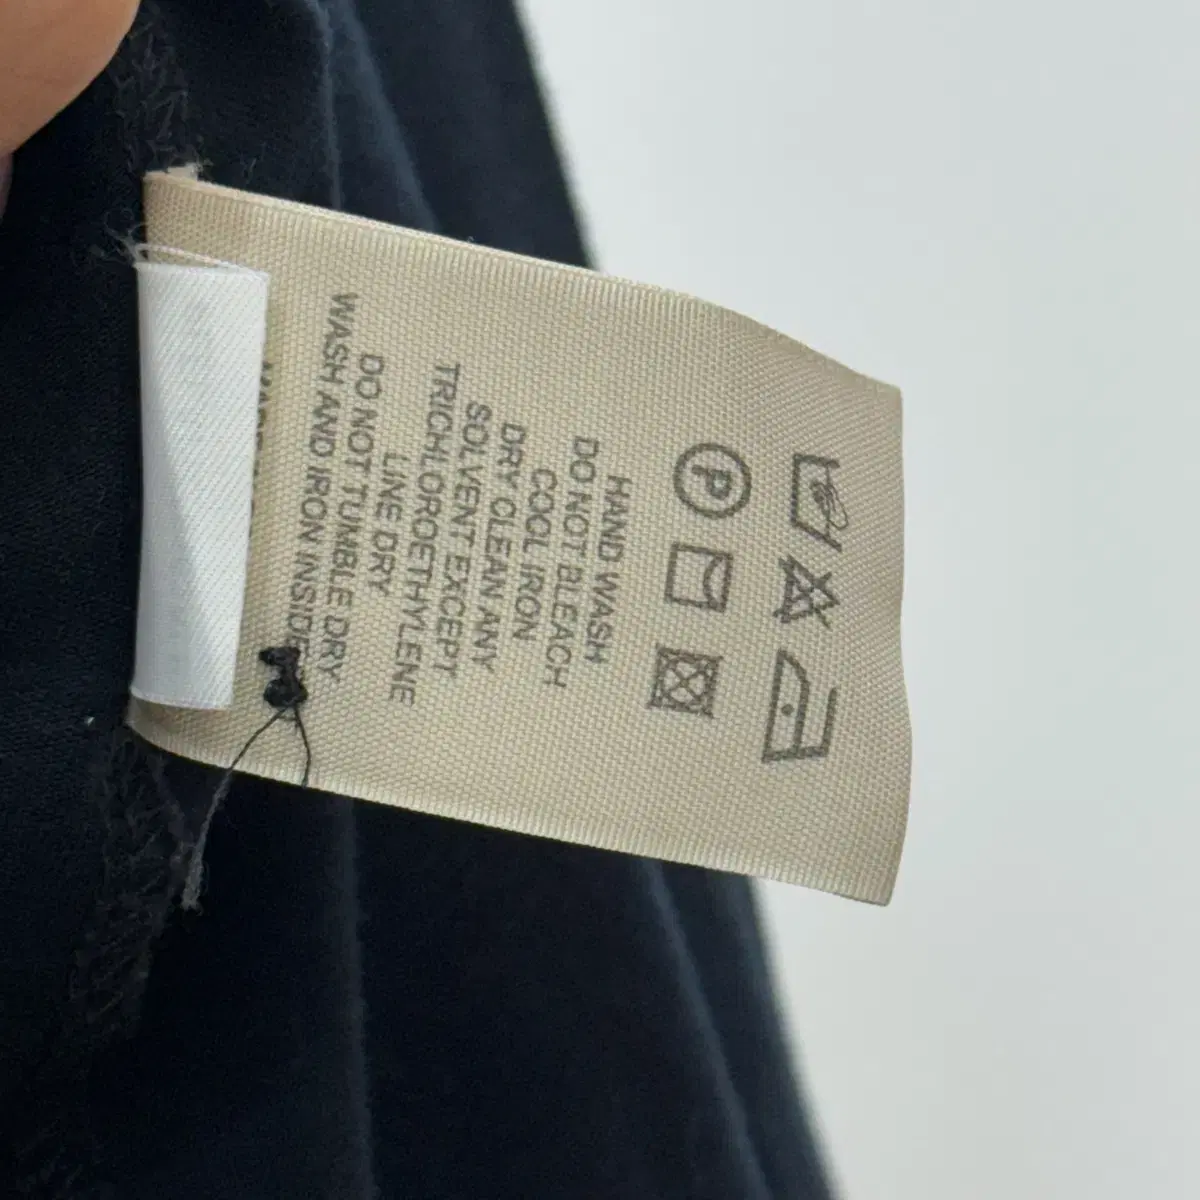 P
HAND WASH
DO NOT BLEACH
COOL IRON
DRY CLEAN ANY
SOLVENT EXCEPT
TRICHLOROETHYLENE
LINE DRY
DO NOT TUMBLE DRY
WASH AND IRON INSIDE